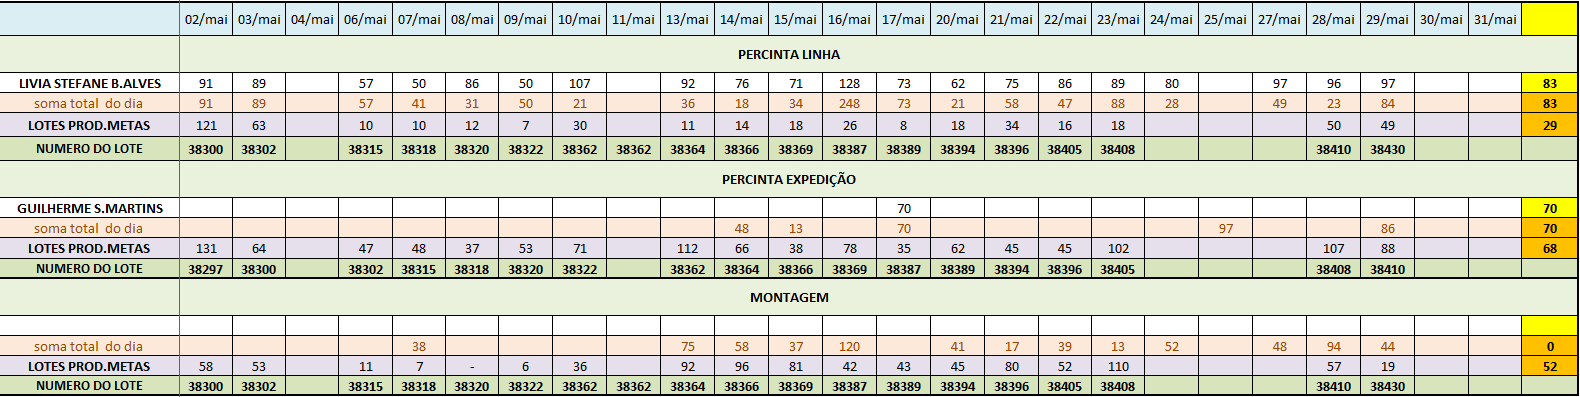 02/mai 03/mai 04/mai 06/mai 07/mai 08/mai 09/mai 10/mai 11/mai 13/mai 14/mai 15/mai 16/mai 17/mai 20/mai 21/mai 22/mai 23/mai 24/mai 25/mai 27/mai 28/mai 29/mai 30/mai 31/mai
PERCINTA LINHA
LIVIA STEFANE B.ALVES 91 89 57 50 86 50 107 92 76 71 128 73 62 75 86 89 80 97 96 97 83
soma total do dia 91 89 57 41 31 50 21 36 18 34 248 73 21 58 47 88 28 49 23 84 83
LOTES PROD.METAS 121 63 10 10 12 7 30 11 14 18 26 8 18 34 16 18 50 49 29
NUMERO DO LOTE 38300 38302 38315 38318 38320 38322 38362 38362 38364 38366 38369 38387 38389 38394 38396 38405 38408 38410 38430
PERCINTA EXPEDIÇÃO
GUILHERME S.MARTINS 70 70
soma total do dia 48 13 70 97 86 70
LOTES PROD.METAS 131 64 47 48 37 53 71 112 66 38 78 35 62 45 45 102 107 88 68
NUMERO DO LOTE 38297 38300 38302 38315 38318 38320 38322 38362 38364 38366 38369 38387 38389 38394 38396 38405 38408 38410
MONTAGEM
soma total do dia 38 75 58 37 120 41 17 39 13 52 48 94 44 0
LOTES PROD.METAS 58 53 11 7 - 6 36 92 96 81 42 43 45 80 52 110 57 19 52
NUMERO DO LOTE 38300 38302 38315 38318 38320 38322 38362 38362 38364 38366 38369 38387 38389 38394 38396 38405 38408 38410 38430